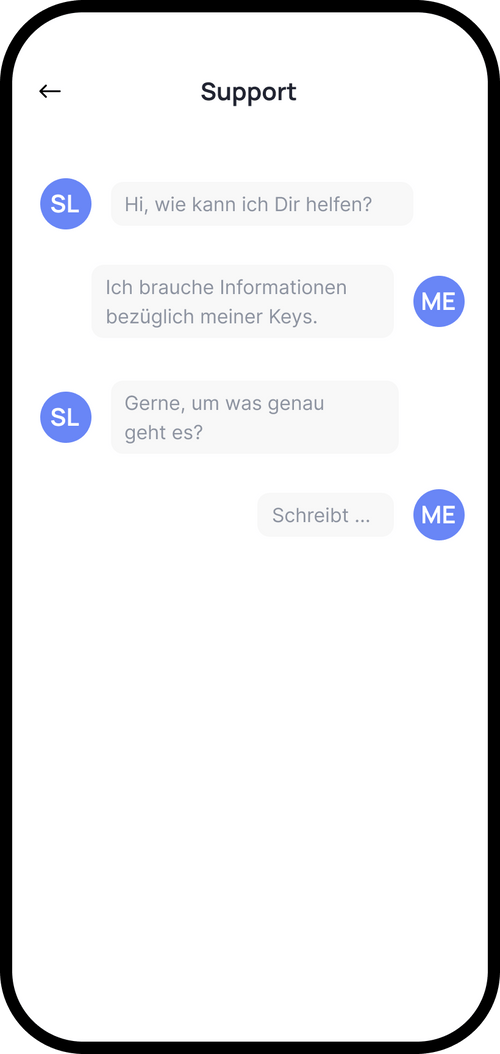 Support
SL
Hi, wie kann ich Dir helfen?
Ich brauche Informationen
bezüglich meiner Keys.
ME
SL
Gerne, um was genau
geht es?
Schreibt ...
ME